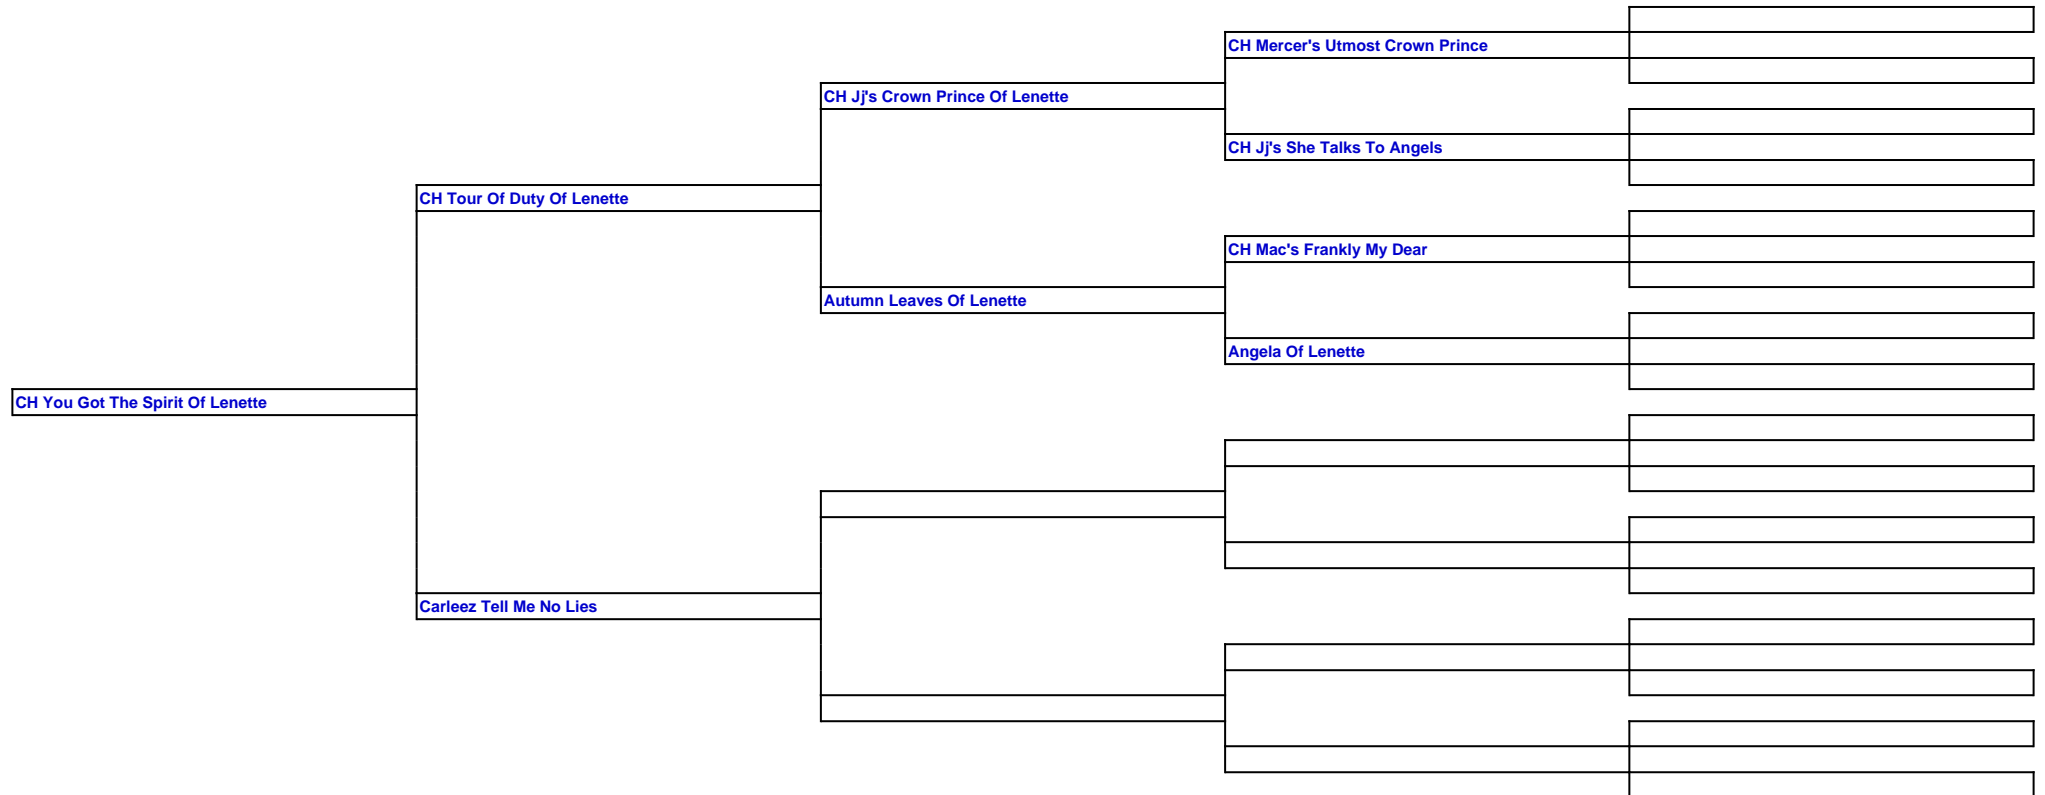 CH Mercer's Utmost Crown Prince
CH Jj's Crown Prince Of Lenette
CH Jj's She Talks To Angels
CH Tour Of Duty Of Lenette
CH Mac's Frankly My Dear
Autumn Leaves Of Lenette
Angela Of Lenette
CH You Got The Spirit Of Lenette
Carleez Tell Me No Lies